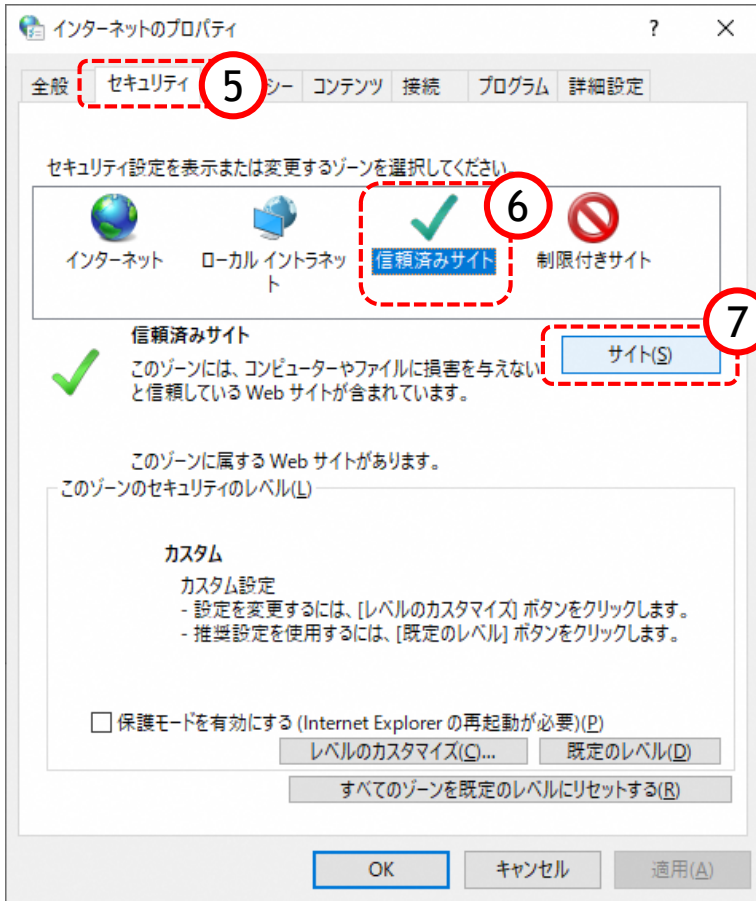 インターネットのプロパティ ? ×
全般 セキュリティ 5 シー コンテンツ 接続 プログラム 詳細設定
セキュリティ設定を表示または変更するゾーンを選択してください
6
インターネット ローカル イントラネッ 信頼済みサイト 制限付きサイト
ト
7
信頼済みサイト
サイト(S)
このゾーンには、コンピューターやファイルに損害を与えない
と信頼している Web サイトが含まれています。
このゾーンに属する Web サイトがあります。
このゾーンのセキュリティのレベル(L)
カスタム
カスタム設定
- 設定を変更するには、[レベルのカスタマイズ] ボタンをクリックします。
- 推奨設定を使用するには、[既定のレベル] ボタンをクリックします。
保護モードを有効にする (Internet Explorer の再起動が必要)(P)
レベルのカスタマイズ(C)... 既定のレベル(D)
すべてのゾーンを既定のレベルにリセットする(R)
OK キャンセル 適用(A)